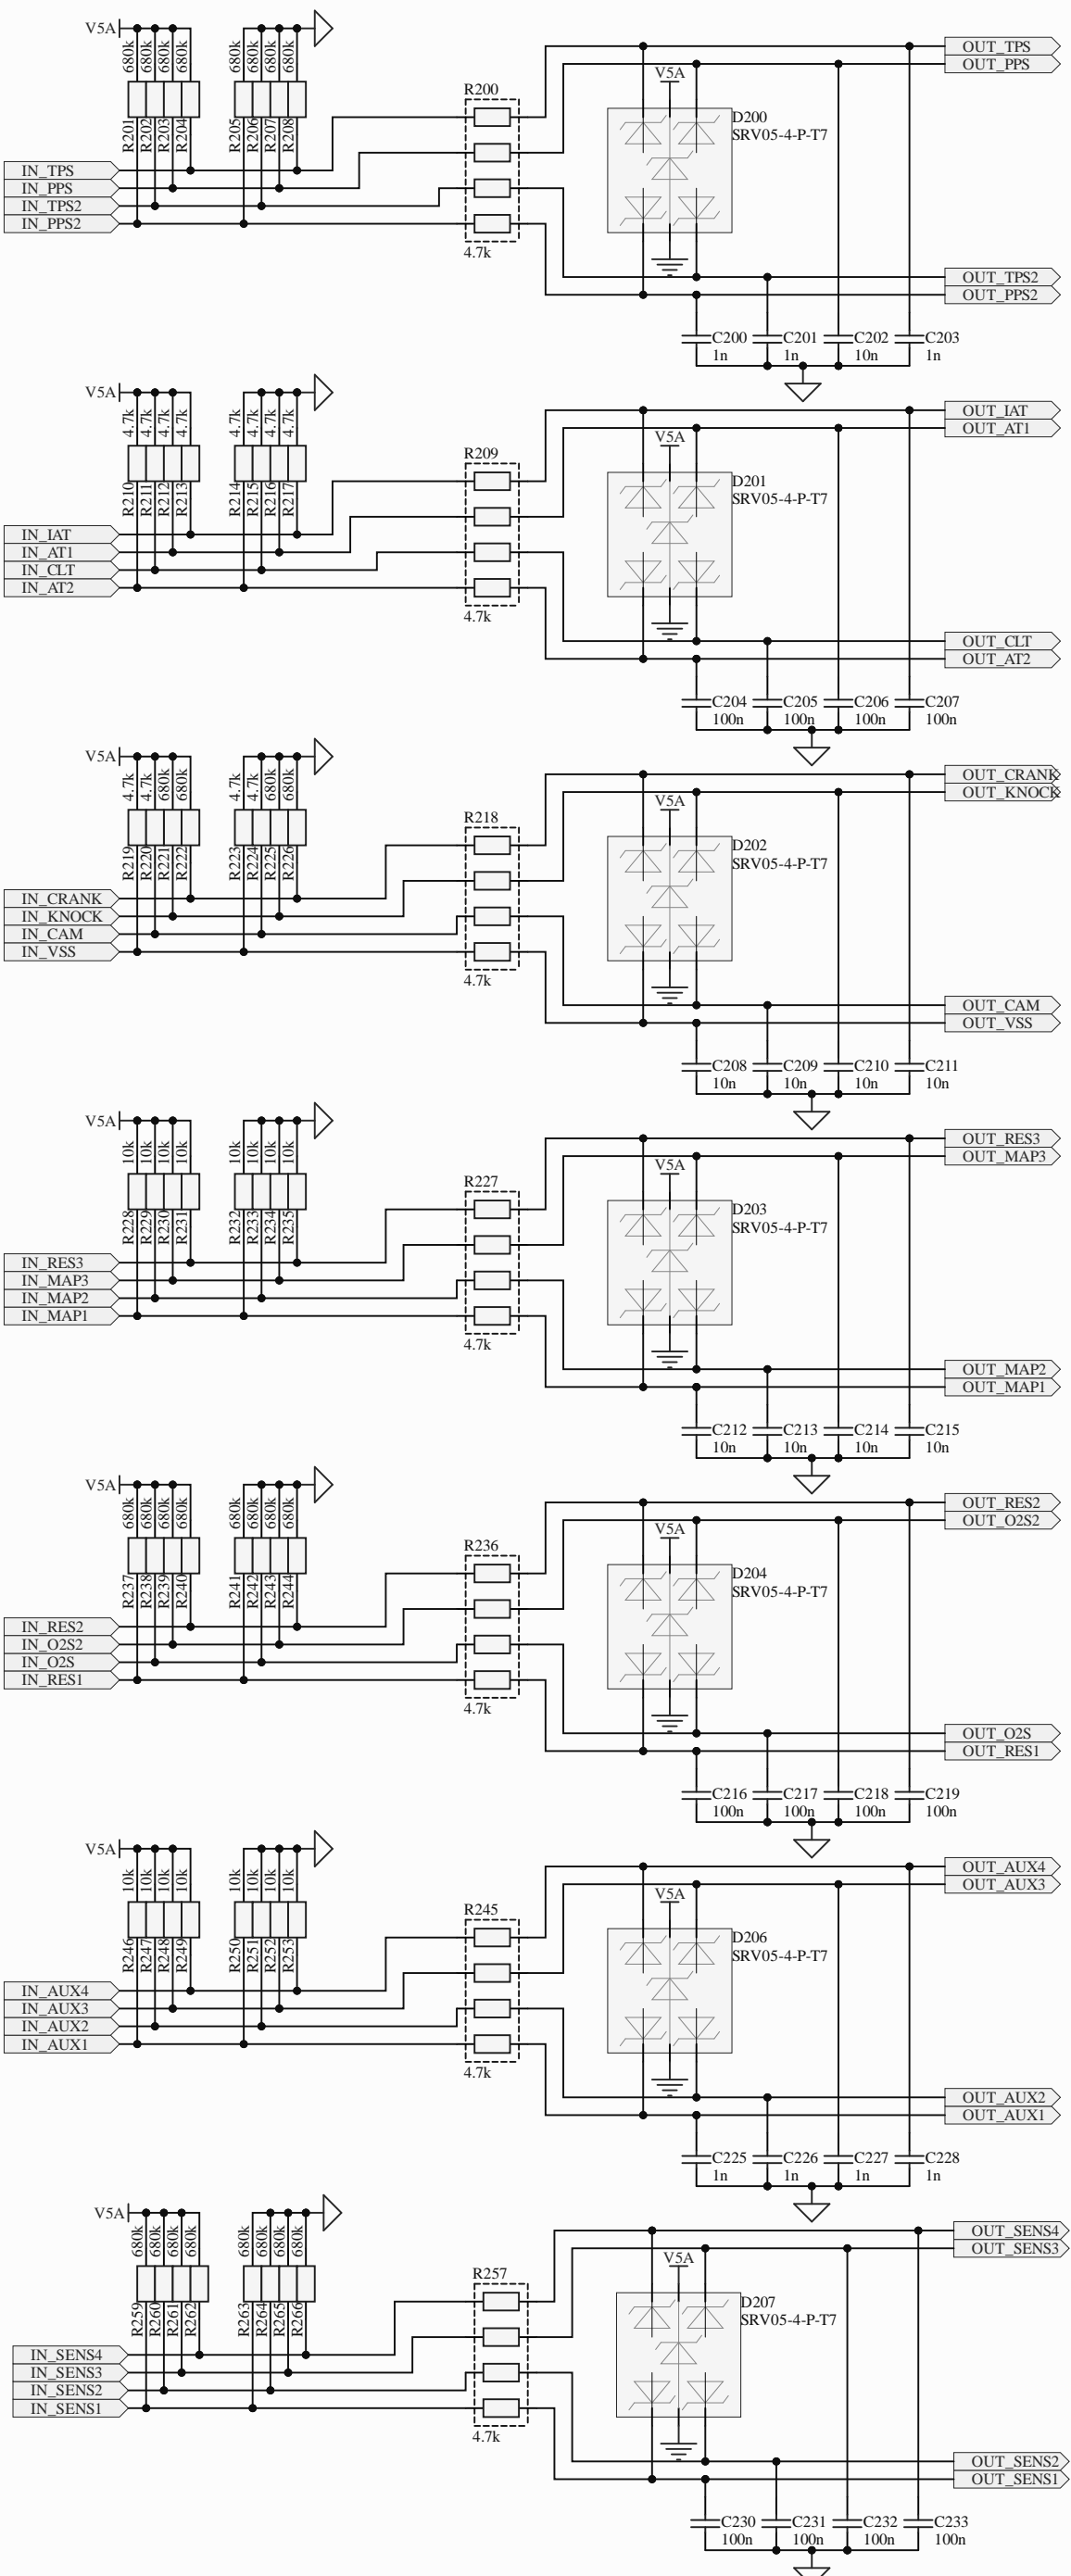 V5A
680k 680k 680k 680k 680k 680k 680k 680k
R201 R202 R203 R204 R205 R206 R207 R208
IN_TPS
IN_PPS
IN_TPS2
IN_PPS2
R200
4.7k
V5A
D200
SRV05-4-P-T7
OUT_TPS
OUT_PPS
OUT_TPS2
OUT_PPS2
C200 C201 C202 C203
1n 1n 10n 1n
V5A
4.7k 4.7k 4.7k 4.7k 4.7k 4.7k 4.7k 4.7k
R210 R211 R212 R213 R214 R215 R216 R217
IN_IAT
IN_AT1
IN_CLT
IN_AT2
R209
4.7k
V5A
D201
SRV05-4-P-T7
OUT_IAT
OUT_AT1
OUT_CLT
OUT_AT2
C204 C205 C206 C207
100n 100n 100n 100n
V5A
4.7k 4.7k 680k 680k 4.7k 4.7k 680k 680k
R219 R220 R221 R222 R223 R224 R225 R226
IN_CRANK
IN_KNOCK
IN_CAM
IN_VSS
R218
4.7k
V5A
D202
SRV05-4-P-T7
OUT_CRANK
OUT_KNOCK
OUT_CAM
OUT_VSS
C208 C209 C210 C211
10n 10n 10n 10n
V5A
10k 10k 10k 10k 10k 10k 10k 10k
R228 R229 R230 R231 R232 R233 R234 R235
IN_RES3
IN_MAP3
IN_MAP2
IN_MAP1
R227
4.7k
V5A
D203
SRV05-4-P-T7
OUT_RES3
OUT_MAP3
OUT_MAP2
OUT_MAP1
C212 C213 C214 C215
10n 10n 10n 10n
V5A
680k 680k 680k 680k 680k 680k 680k 680k
R237 R238 R239 R240 R241 R242 R243 R244
IN_RES2
IN_O2S2
IN_O2S
IN_RES1
R236
4.7k
V5A
D204
SRV05-4-P-T7
OUT_RES2
OUT_O2S2
OUT_O2S
OUT_RES1
C216 C217 C218 C219
100n 100n 100n 100n
V5A
10k 10k 10k 10k 10k 10k 10k 10k
R246 R247 R248 R249 R250 R251 R252 R253
IN_AUX4
IN_AUX3
IN_AUX2
IN_AUX1
R245
4.7k
V5A
D206
SRV05-4-P-T7
OUT_AUX4
OUT_AUX3
OUT_AUX2
OUT_AUX1
C225 C226 C227 C228
1n 1n 1n 1n
V5A
680k 680k 680k 680k 680k 680k 680k 680k
R259 R260 R261 R262 R263 R264 R265 R266
IN_SENS4
IN_SENS3
IN_SENS2
IN_SENS1
R257
4.7k
V5A
D207
SRV05-4-P-T7
OUT_SENS4
OUT_SENS3
OUT_SENS2
OUT_SENS1
C230 C231 C232 C233
100n 100n 100n 100n